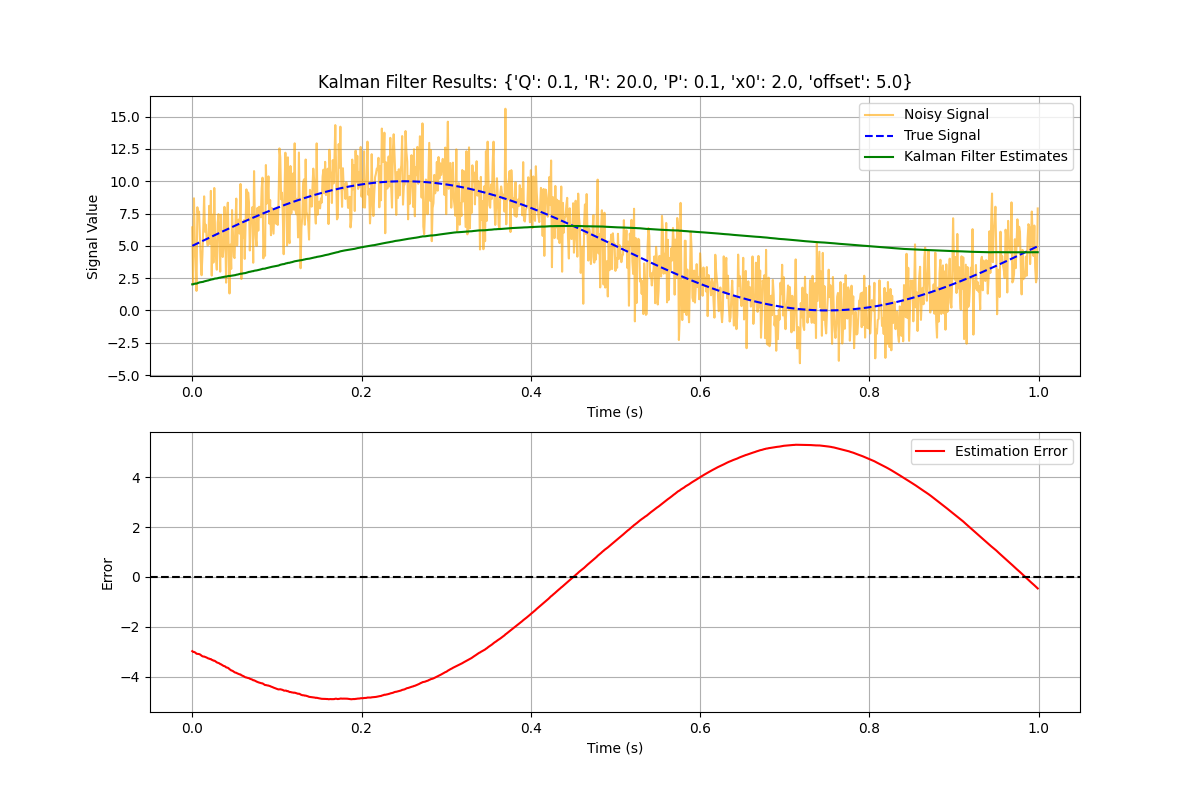 Kalman Filter Results: {'Q': 0.1, 'R': 20.0, 'P': 0.1, 'x0': 2.0, 'offset': 5.0}
Noisy Signal
True Signal
Kalman Filter Estimates
15.0
12.5
10.0
7.5
5.0
2.5
0.0
−2.5
−5.0
Signal Value
0.0 0.2 0.4 0.6 0.8 1.0
Time (s)
Estimation Error
4
2
0
−2
−4
Error
0.0 0.2 0.4 0.6 0.8 1.0
Time (s)